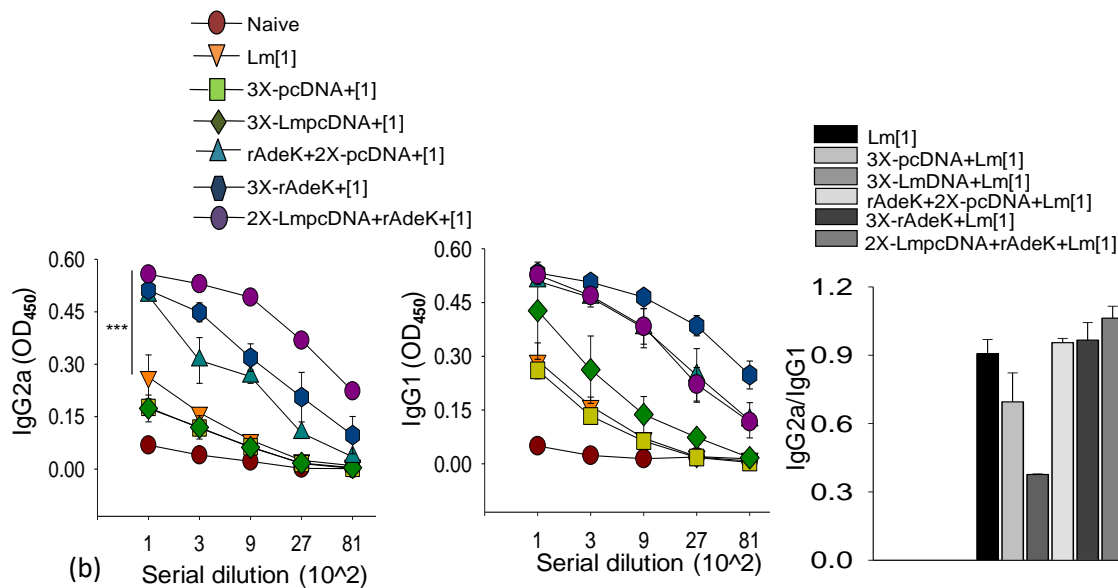 Naive
Lm[1]
3X-pcDNA+[1]
3X-LmpcDNA+[1]
rAdeK+2X-pcDNA+[1]
3X-rAdeK+[1]
2X-LmpcDNA+rAdeK+[1]
Lm[1]
3X-pcDNA+Lm[1]
3X-LmDNA+Lm[1]
rAdeK+2X-pcDNA+Lm[1]
3X-rAdeK+Lm[1]
2X-LmpcDNA+rAdeK+Lm[1]
IgG2a (OD450)
0.60
0.45
0.30
0.15
0.00
***
1 3 9 27 81
Serial dilution (10^2)
(b)
IgG1 (OD450)
0.60
0.45
0.30
0.15
0.00
1 3 9 27 81
Serial dilution (10^2)
IgG2a/IgG1
1.2
0.9
0.6
0.3
0.0